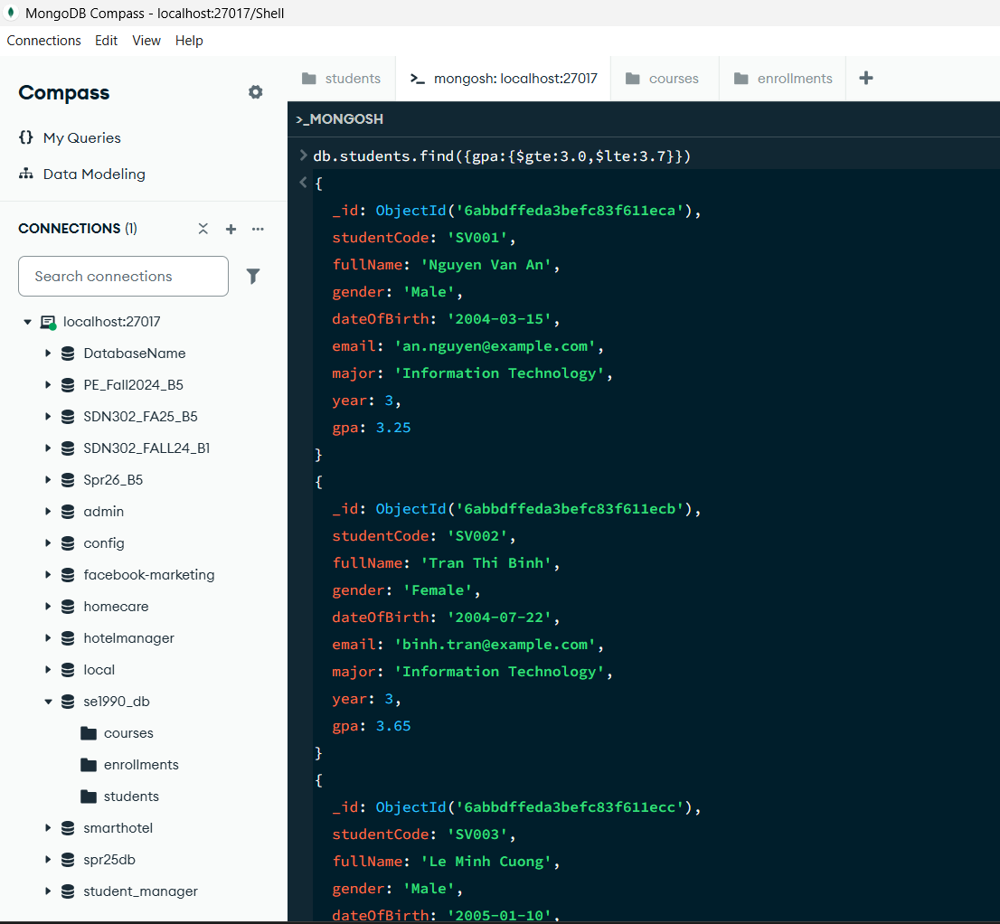 MongoDB Compass - localhost:27017/Shell
Connections Edit View Help
Compass
My Queries
Data Modeling
CONNECTIONS (1)
Search connections
localhost:27017
DatabaseName
PE_Fall2024_B5
SDN302_FA25_B5
SDN302_FALL24_B1
Spr26_B5
admin
config
facebook-marketing
homecare
hotelmanager
local
se1990_db
courses
enrollments
students
smarthotel
spr25db
student_manager
students
>_ mongosh: localhost:27017
courses
enrollments
>_MONGOSH
> db.students.find({gpa:{$gte:3.0,$lte:3.7}})
< {
_id: ObjectId('6abbdffeda3befc83f611eca'),
studentCode: 'SV001',
fullName: 'Nguyen Van An',
gender: 'Male',
dateOfBirth: '2004-03-15',
email: 'an.nguyen@example.com',
major: 'Information Technology',
year: 3,
gpa: 3.25
}
{
_id: ObjectId('6abbdffeda3befc83f611ecb'),
studentCode: 'SV002',
fullName: 'Tran Thi Binh',
gender: 'Female',
dateOfBirth: '2004-07-22',
email: 'binh.tran@example.com',
major: 'Information Technology',
year: 3,
gpa: 3.65
}
{
_id: ObjectId('6abbdffeda3befc83f611ecc'),
studentCode: 'SV003',
fullName: 'Le Minh Cuong',
gender: 'Male',
dateOfBirth: '2005-01-10',